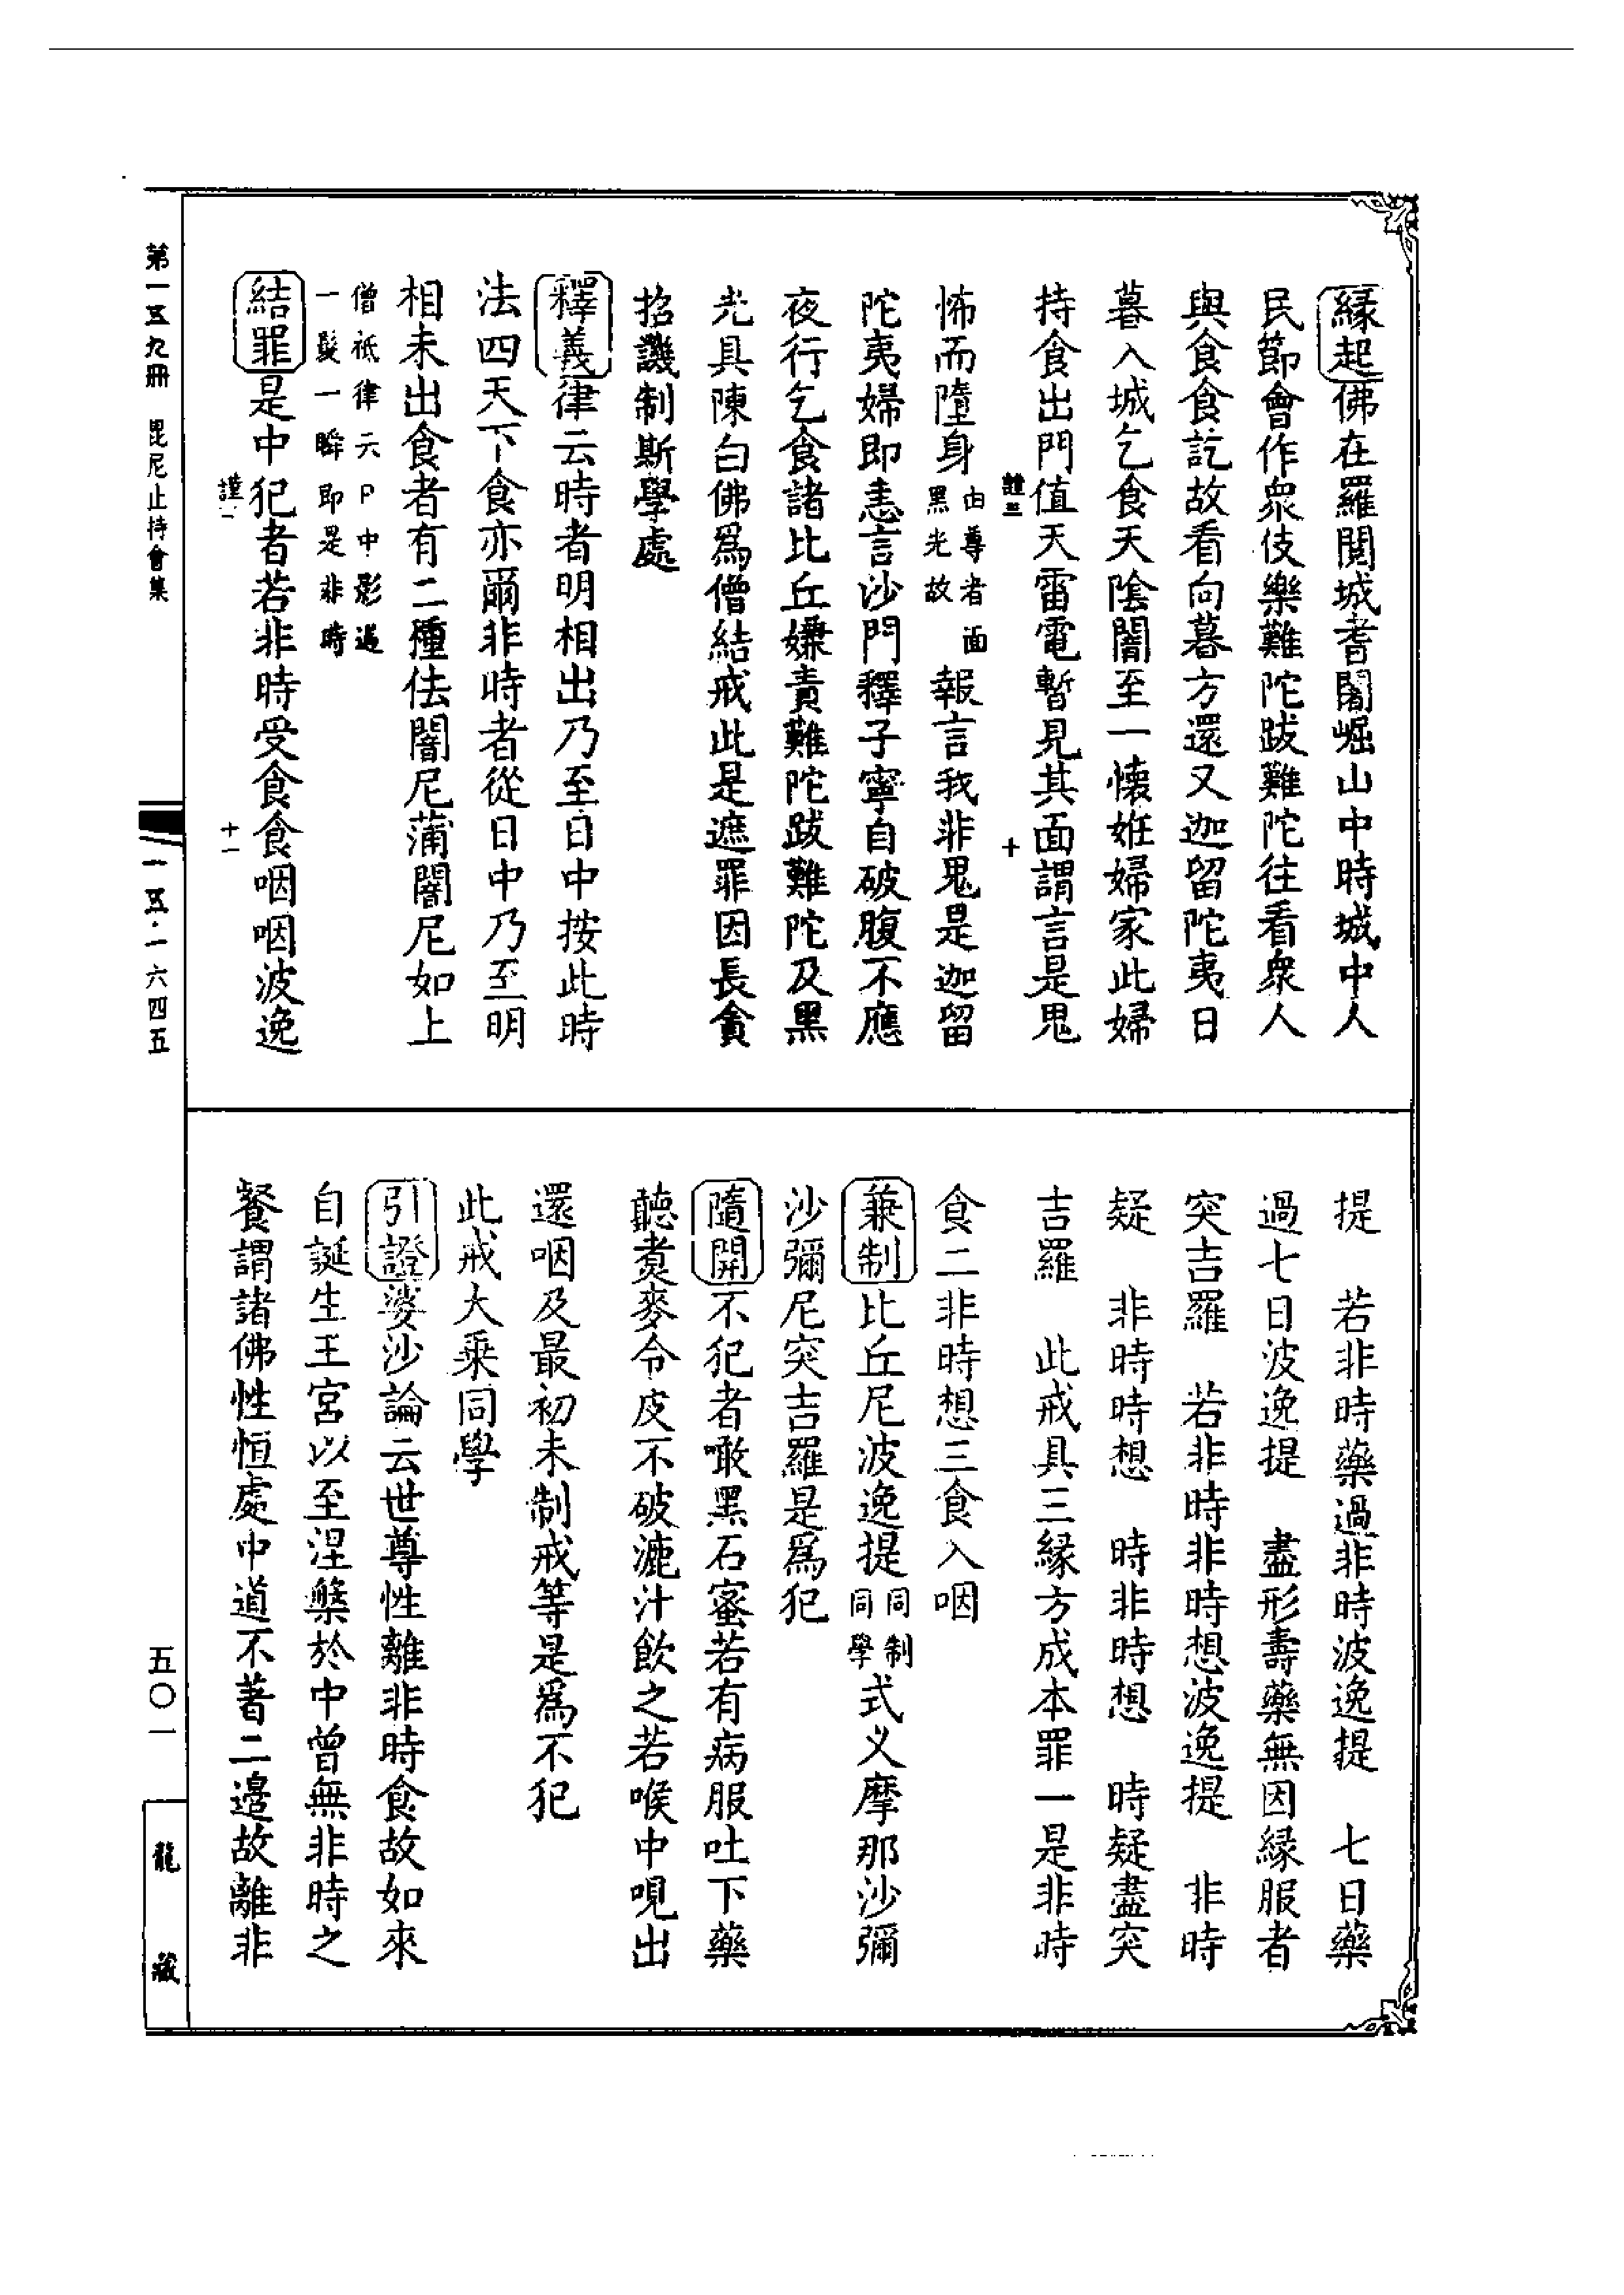 緣起佛在羅閱城耆闍崛山中時城中人
民節會作衆伎樂難陀跋難陀往看衆人
與食食訖故看向暮方還又迦留陀夷日
暮入城乞食天陰闇至一懷姙婦家此婦
持食出門值天雷電暫見其面謂言是鬼
十
怖而墮身由尊者面黑光故報言我非鬼是迦留
陀夷婦即恚言沙門釋子寧自破腹不應
夜行乞食諸比丘嫌責難陀跋難陀及黑
光具陳白佛爲僧結戒此是遮罪因長貪
招譏制斯學處
釋義律云時者明相出乃至日中按此時
法四天下食亦爾非時者從日中乃至明
相未出食者有二種佉闍尼蒲闍尼如上
僧祇律云日中影過
一髮一瞬即是非時
結罪是中犯者若非時受食食咽咽波逸
十一
提　若非時藥過非時波逸提　七日藥
過七日波逸提　盡形壽藥無因緣服者
突吉羅　若非時非時想波逸提　非時
疑　非時時想　時非時想　時疑盡突
吉羅　此戒具三緣方成本罪一是非時
食二非時想三食入咽
兼制比丘尼波逸提同制同學式叉摩那沙彌
沙彌尼突吉羅是爲犯
隨開不犯者噉黑石蜜若有病服吐下藥
聽煑麥令皮不破漉汁飲之若喉中哯出
還咽及最初未制戒等是爲不犯
此戒大乘同學
引證婆沙論云世尊性離非時食故如來
自誕生王宮以至涅槃於中曾無非時之
餐謂諸佛性恒處中道不著二邊故離非
第一五九冊　毘尼止持會集
一五·一六四五
五〇一
龍藏